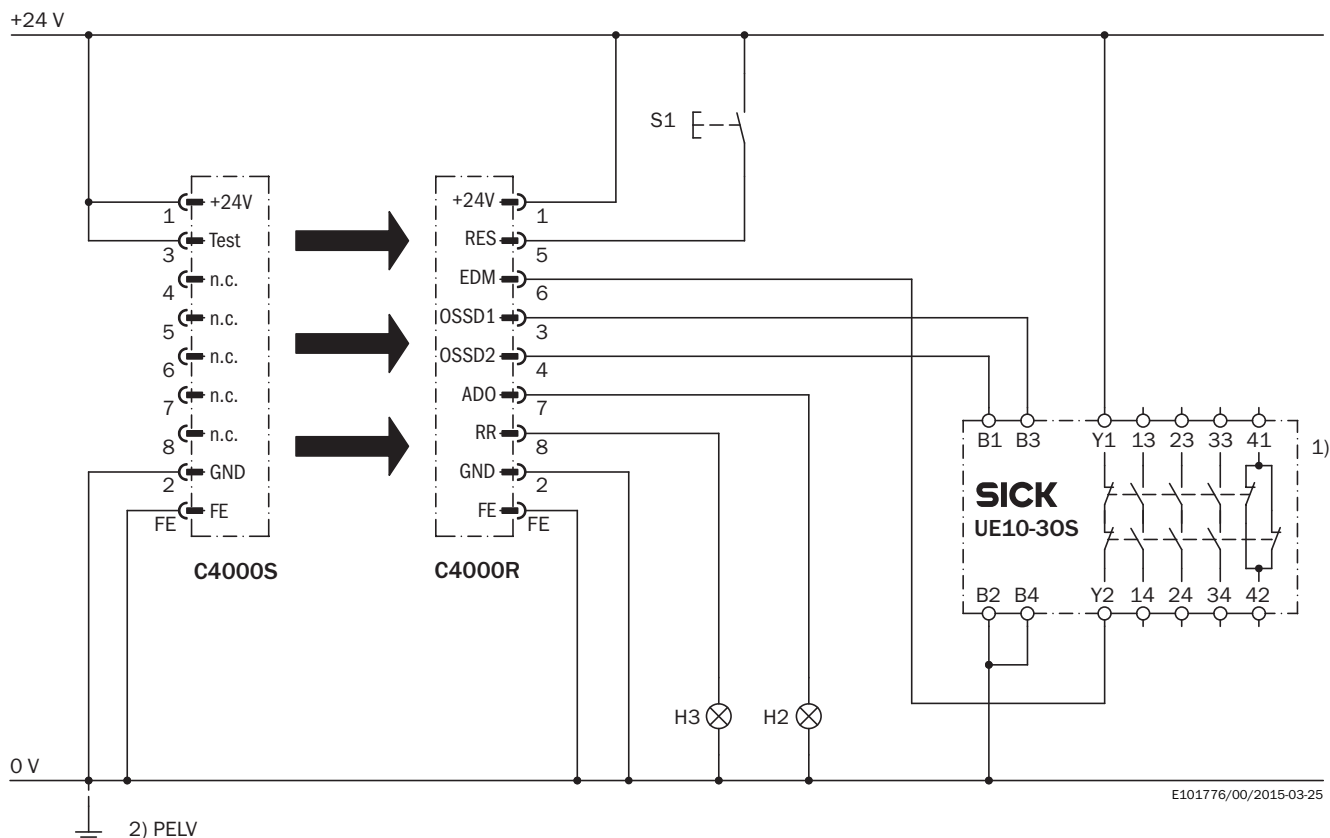 +24 V
S1
1 +24V
3 Test
4 n.c.
5 n.c.
6 n.c.
7 n.c.
8 n.c.
2 GND
FE FE
C4000S
+24V 1
RES 5
EDM 6
OSSD1 3
OSSD2 4
ADO 7
RR 8
GND 2
FE FE
C4000R
B1 B3 Y1 13 23 33 41
1)
SICK
UE10-30S
B2 B4 Y2 14 24 34 42
H3 H2
0 V
E101776/00/2015-03-25
2) PELV